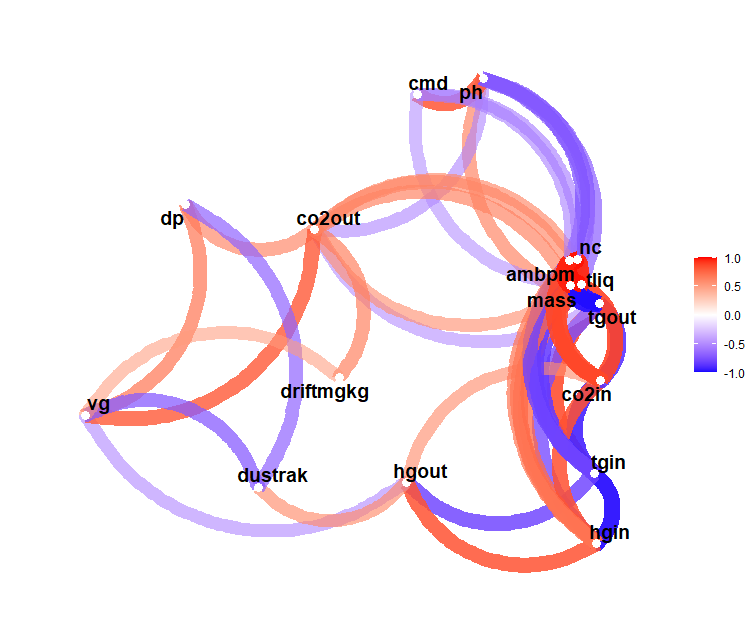 cmd
ph
dp
co2out
nc
ambpm
tliq
mass
tgout
1.0
0.5
0.0
-0.5
-1.0
driftmgkg
co2in
vg
dustrak
hgout
tgin
hgin